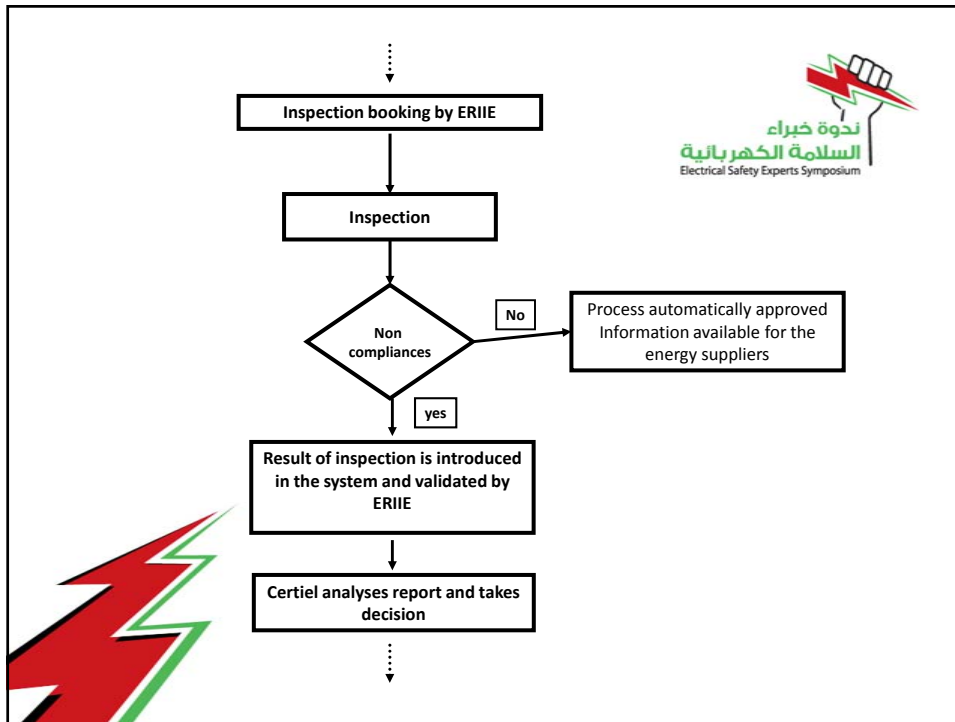 Inspection booking by ERIIE
ندوة خبراء
السلامة الكهربائية
Electrical Safety Experts Symposium
Inspection
Non
compliances
No
Process automatically approved
Information available for the
energy suppliers
yes
Result of inspection is introduced
in the system and validated by
ERIIE
Certiel analyses report and takes
decision